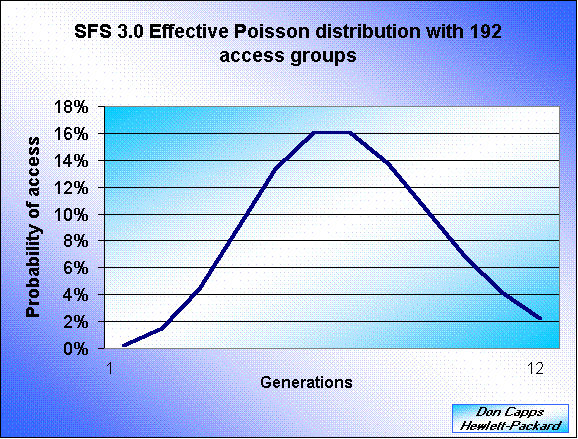 SFS 3.0 Effective Poisson distribution with 192
access groups
18%
16%
14%
12%
10%
8%
6%
4%
2%
0%
Probability of access
1
12
Generations
Don Capps
Hewlett-Packard